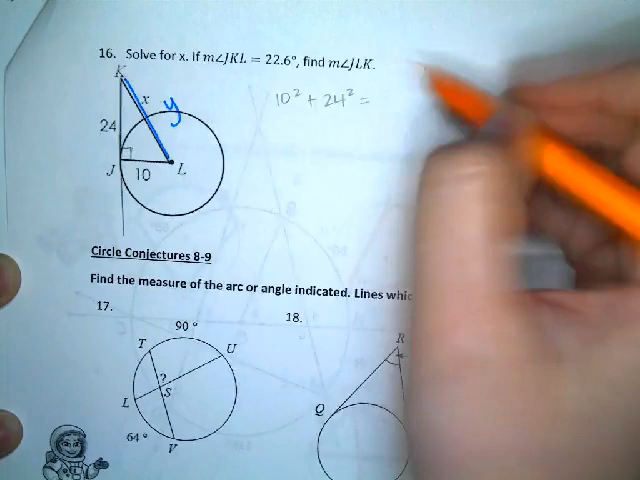 16. Solve for x. If m∠JKL = 22.6°, find m∠JLK.
K
10² + 24² =
x
y
24
J
10
L
Circle Conjectures 8-9
Find the measure of the arc or angle indicated. Lines whic
17.
18.
90 °
T
U
R
?
S
L
Q
64 °
V